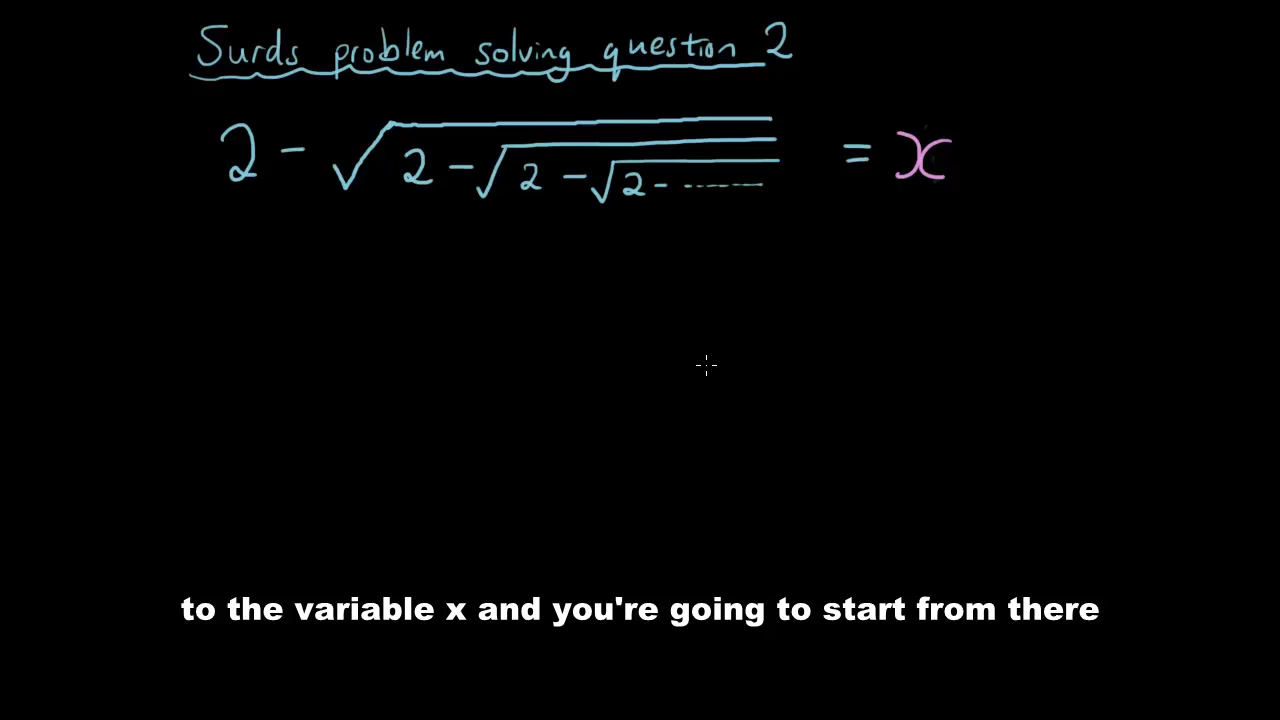 Surds problem solving question 2
2 - √(2 - √(2 - √(2 - ........))) = x
to the variable x and you're going to start from there